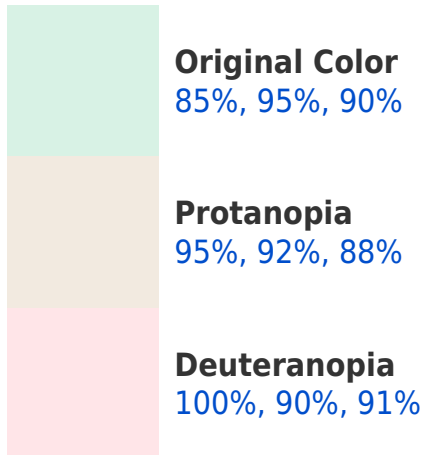 Original Color
85%, 95%, 90%
Protanopia
95%, 92%, 88%
Deuteranopia
100%, 90%, 91%